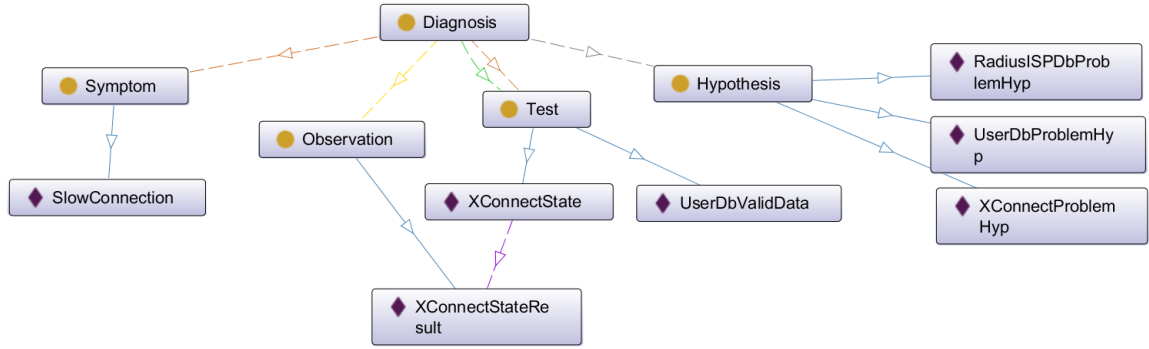 Diagnosis
Symptom
Observation
Test
Hypothesis
RadiusISPDbProb
lemHyp
UserDbProblemHy
p
XConnectProblem
Hyp
SlowConnection
XConnectState
UserDbValidData
XConnectStateRe
sult